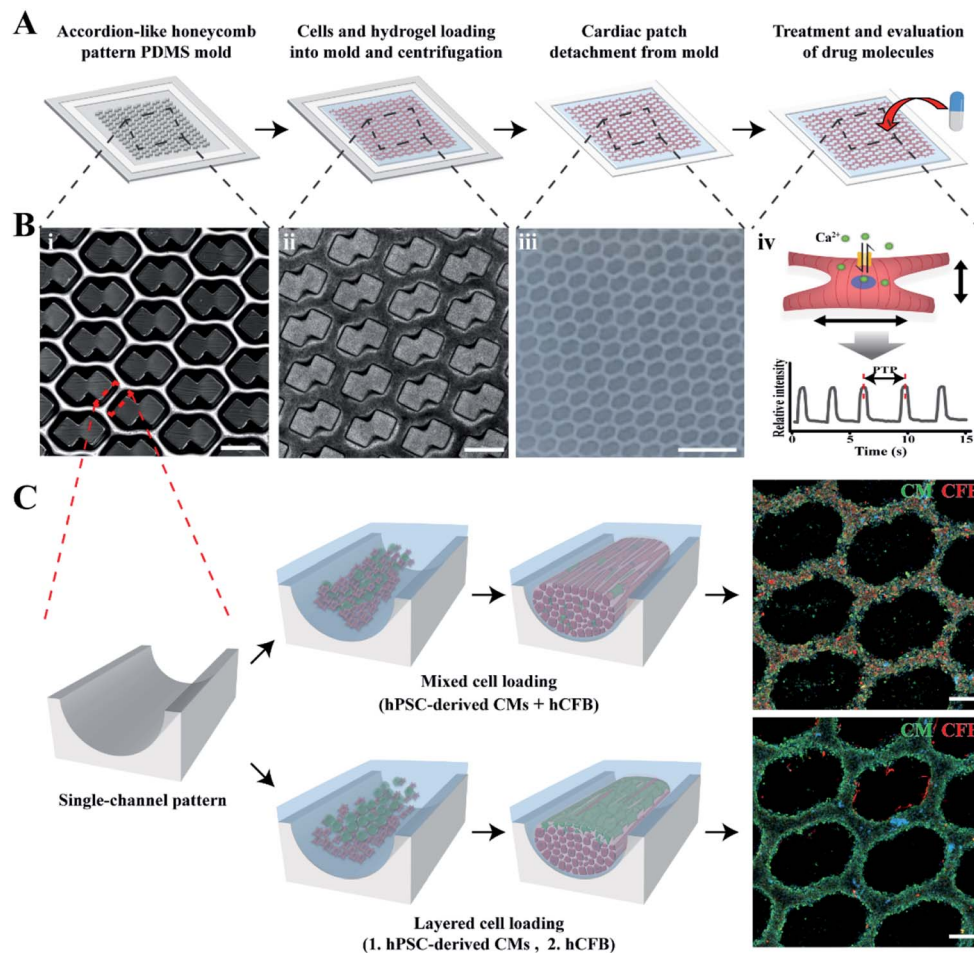 A
Accordion-like honeycomb
pattern PDMS mold
Cells and hydrogel loading
into mold and centrifugation
Cardiac patch
detachment from mold
Treatment and evaluation
of drug molecules
B
i
ii
iii
iv
Ca²⁺
PTP
Relative intensity
0 5 10 15
Time (s)
C
Single-channel pattern
Mixed cell loading
(hPSC-derived CMs + hCFB)
CM CFB
Layered cell loading
(1. hPSC-derived CMs , 2. hCFB)
CM CFB